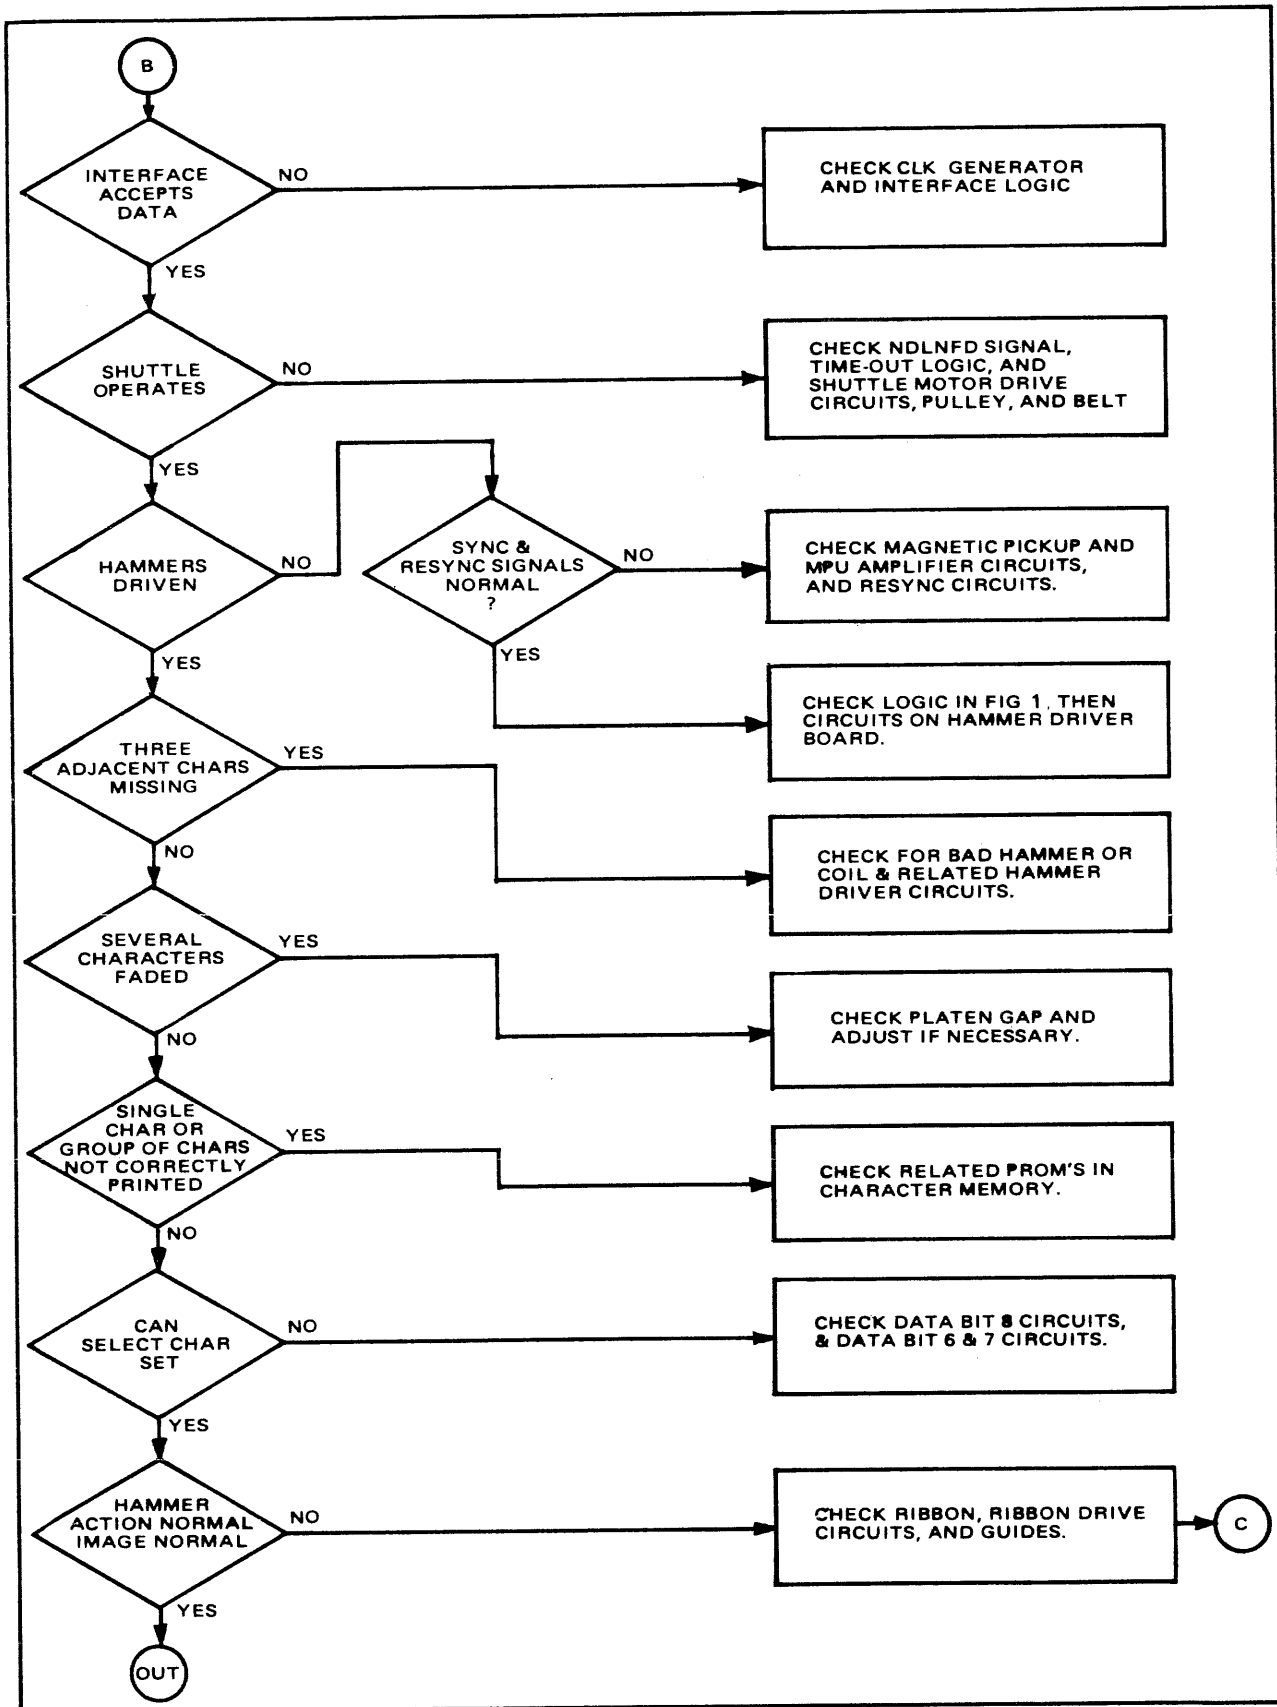 B
INTERFACE
ACCEPTS
DATA
NO
CHECK CLK GENERATOR
AND INTERFACE LOGIC
YES
SHUTTLE
OPERATES
NO
CHECK NDLNFD SIGNAL,
TIME-OUT LOGIC, AND
SHUTTLE MOTOR DRIVE
CIRCUITS, PULLEY, AND BELT
YES
HAMMERS
DRIVEN
NO
SYNC &
RESYNC SIGNALS
NORMAL
?
NO
CHECK MAGNETIC PICKUP AND
MPU AMPLIFIER CIRCUITS,
AND RESYNC CIRCUITS.
YES
CHECK LOGIC IN FIG 1, THEN
CIRCUITS ON HAMMER DRIVER
BOARD.
YES
THREE
ADJACENT CHARS
MISSING
YES
CHECK FOR BAD HAMMER OR
COIL & RELATED HAMMER
DRIVER CIRCUITS.
NO
SEVERAL
CHARACTERS
FADED
YES
CHECK PLATEN GAP AND
ADJUST IF NECESSARY.
NO
SINGLE
CHAR OR
GROUP OF CHARS
NOT CORRECTLY
PRINTED
YES
CHECK RELATED PROM'S IN
CHARACTER MEMORY.
NO
CAN
SELECT CHAR
SET
NO
CHECK DATA BIT 8 CIRCUITS,
& DATA BIT 6 & 7 CIRCUITS.
YES
HAMMER
ACTION NORMAL
IMAGE NORMAL
NO
CHECK RIBBON, RIBBON DRIVE
CIRCUITS, AND GUIDES.
C
YES
OUT